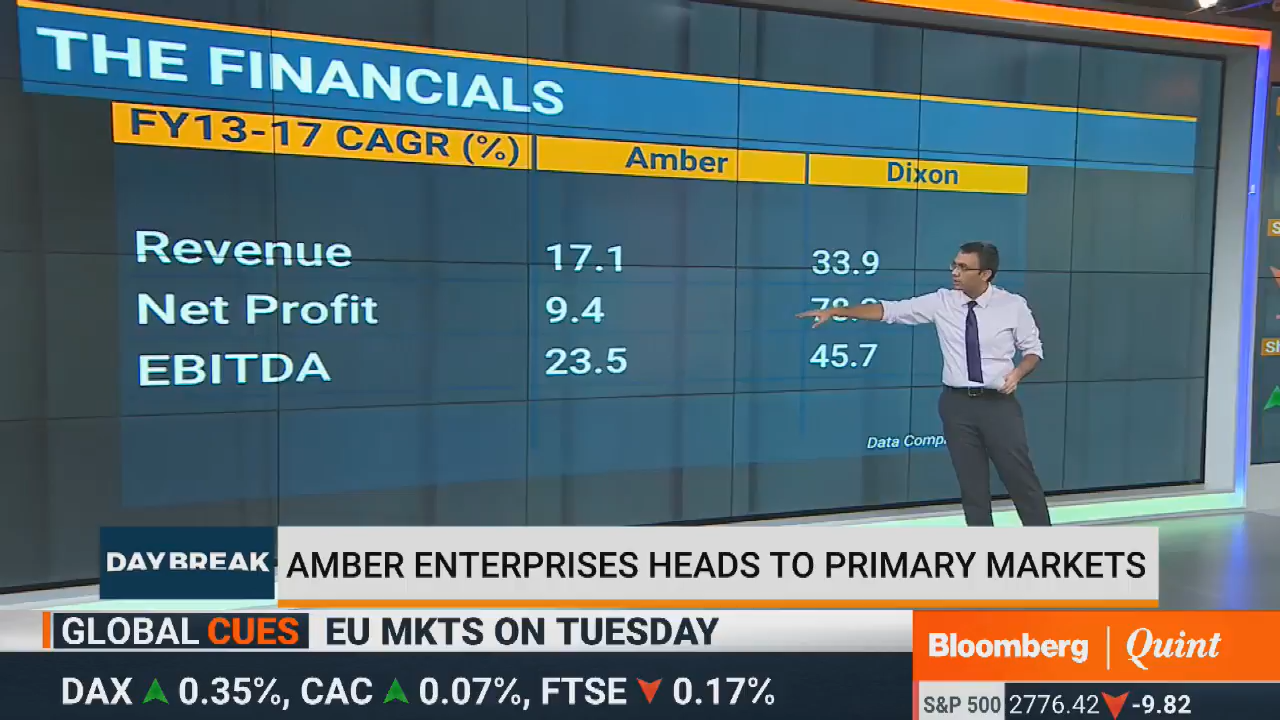 THE FINANCIALS
FY13-17 CAGR (%) Amber Dixon
Revenue 17.1 33.9
Net Profit 9.4
EBITDA 23.5 45.7
Data
DAYBREAK AMBER ENTERPRISES HEADS TO PRIMARY MARKETS
GLOBAL CUES EU MKTS ON TUESDAY
DAX ▲ 0.35%, CAC ▲ 0.07%, FTSE ▼ 0.17%
Bloomberg | Quint
S&P 500 2776.42 ▼ -9.82